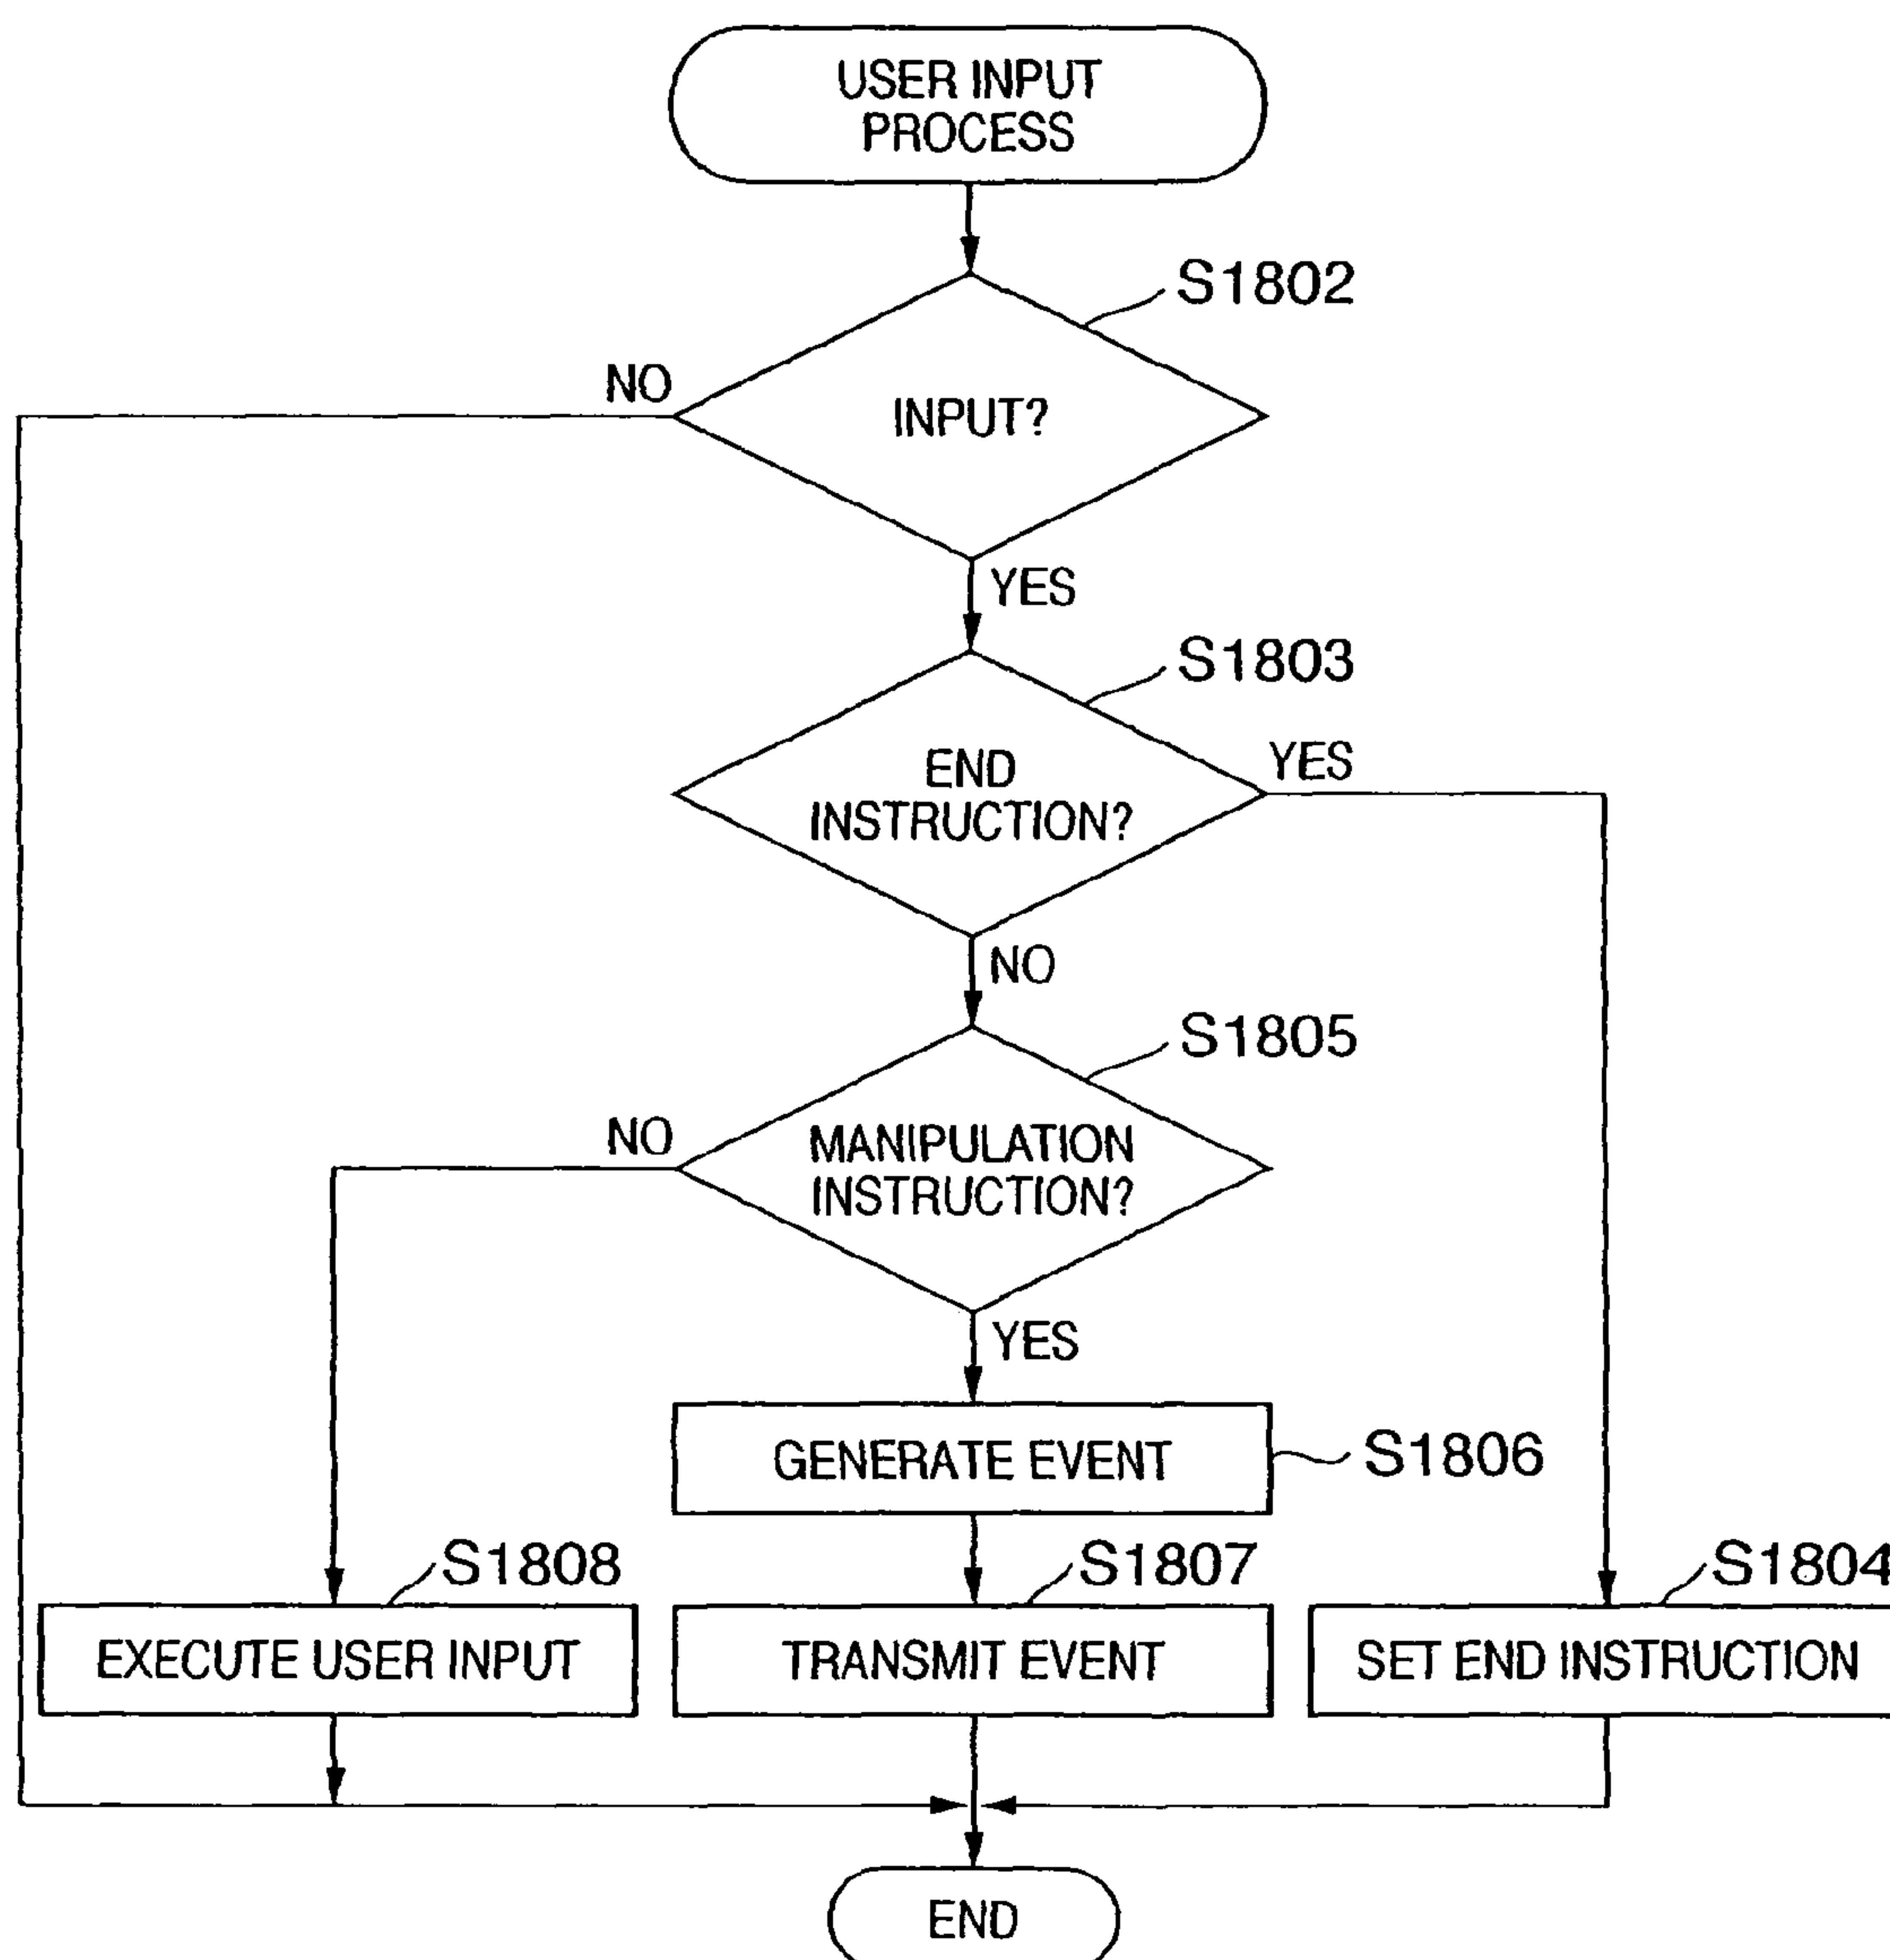 USER INPUT
PROCESS
S1802
NO
INPUT?
YES
S1803
END
INSTRUCTION?
YES
NO
S1805
NO
MANIPULATION
INSTRUCTION?
YES
GENERATE EVENT
S1806
S1808
S1807
S1804
EXECUTE USER INPUT
TRANSMIT EVENT
SET END INSTRUCTION
END